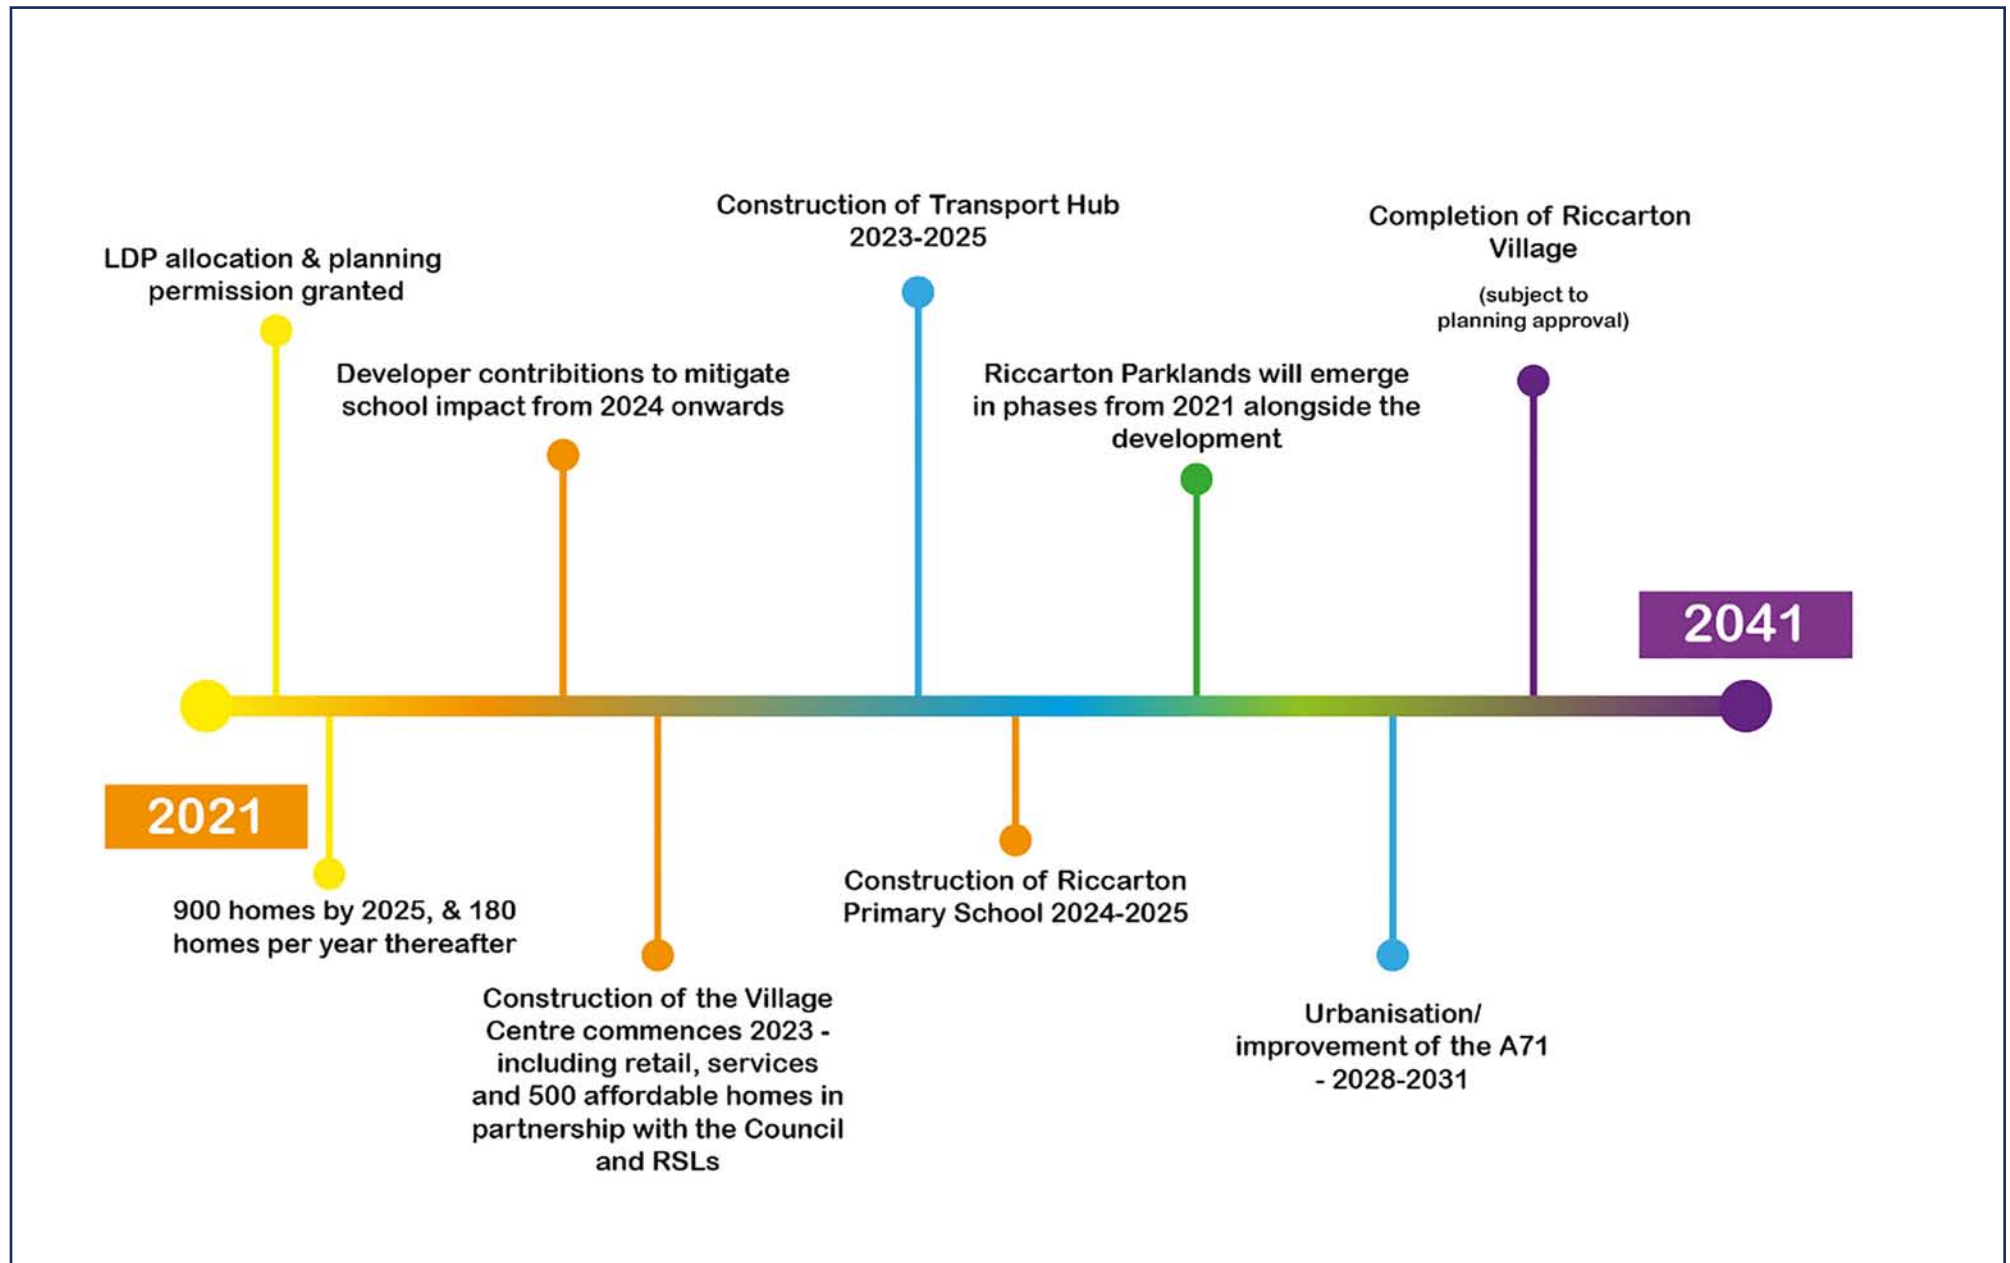 LDP allocation & planning
permission granted
Developer contribitions to mitigate
school impact from 2024 onwards
Construction of Transport Hub
2023-2025
Riccarton Parklands will emerge
in phases from 2021 alongside the
development
Completion of Riccarton
Village
(subject to
planning approval)
2041
2021
900 homes by 2025, & 180
homes per year thereafter
Construction of the Village
Centre commences 2023 -
including retail, services
and 500 affordable homes in
partnership with the Council
and RSLs
Construction of Riccarton
Primary School 2024-2025
Urbanisation/
improvement of the A71
- 2028-2031